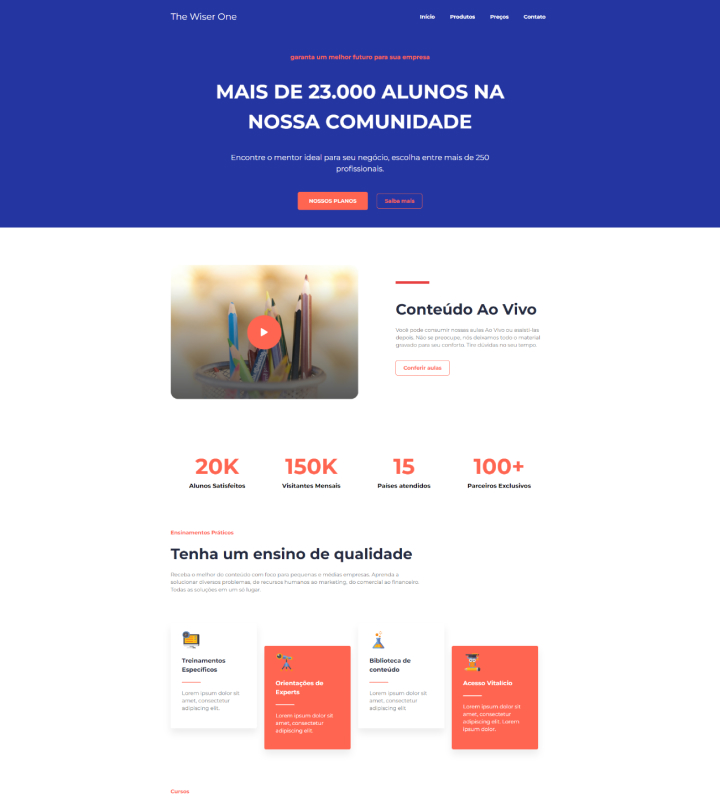 The Wiser One
Início Produtos Preços Contato
garanta um melhor futuro para sua empresa
MAIS DE 23.000 ALUNOS NA
NOSSA COMUNIDADE
Encontre o mentor ideal para seu negócio, escolha entre mais de 250
profissionais.
NOSSOS PLANOS Saiba mais
Conteúdo Ao Vivo
Você pode consumir nossas aulas Ao Vivo ou assisti-las
depois. Não se preocupe, nós deixamos todo o material
gravado para seu conforto. Tire dúvidas no seu tempo.
Conferir aulas
20K 150K 15 100+
Alunos Satisfeitos Visitantes Mensais Países atendidos Parceiros Exclusivos
Ensinamentos Práticos
Tenha um ensino de qualidade
Receba o melhor do conteúdo com foco para pequenas e médias empresas. Aprenda a
solucionar diversos problemas, de recursos humanos ao marketing, do comercial ao financeiro.
Todas as soluções em um só lugar.
Treinamentos
Específicos
Lorem ipsum dolor sit
amet, consectetur
adipiscing elit.
Orientações de
Experts
Lorem ipsum dolor sit
amet, consectetur
adipiscing elit.
Biblioteca de
conteúdo
Lorem ipsum dolor sit
amet, consectetur
adipiscing elit.
Acesso Vitalício
Lorem ipsum dolor sit
amet, consectetur
adipiscing elit. Lorem
ipsum dolor.
Cursos